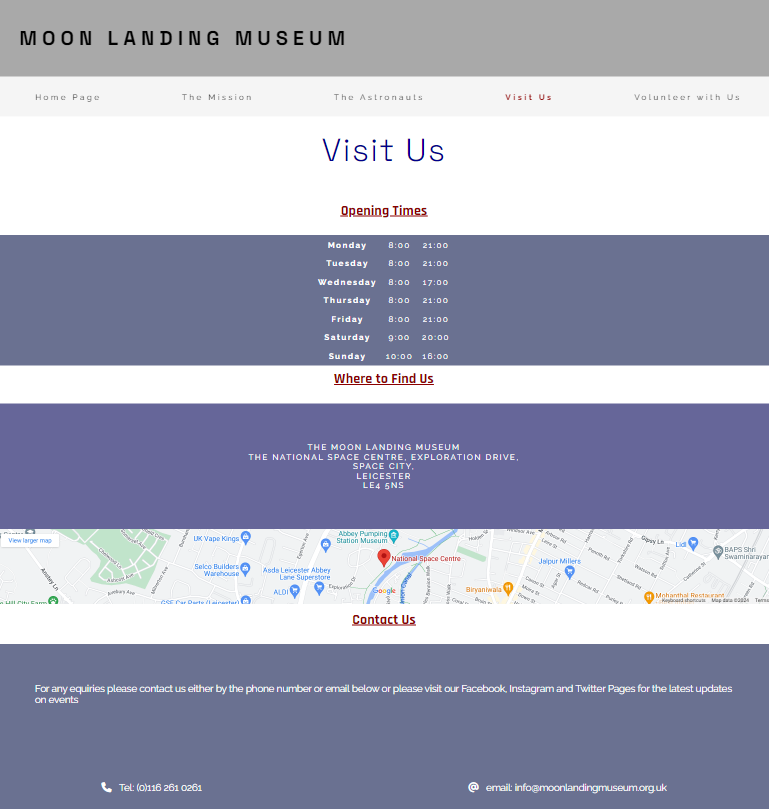 MOON LANDING MUSEUM
Home Page The Mission The Astronauts Visit Us Volunteer with Us
Visit Us
Opening Times
Monday 8:00 21:00
Tuesday 8:00 21:00
Wednesday 8:00 17:00
Thursday 8:00 21:00
Friday 8:00 21:00
Saturday 9:00 20:00
Sunday 10:00 16:00
Where to Find Us
THE MOON LANDING MUSEUM
THE NATIONAL SPACE CENTRE, EXPLORATION DRIVE,
SPACE CITY,
LEICESTER
LE4 5NS
View larger map
UK Vape Kings
Abbey Pumping
Station Museum
Gipsy Ln
Lidl
BAPS Shri
Swaminarayan
National Space Centre
Selco Builders
Warehouse
Asda Leicester Abbey
Lane Superstore
Jalpur Millers
Exploration Dr
ALDI
Google
Biryaniwala
Mohanthal Restaurant
GSF Car Parts (Leicester)
Hill City Farm
Keyboard shortcuts Map data ©2024 Terms
Contact Us
For any equiries please contact us either by the phone number or email below or please visit our Facebook, Instagram and Twitter Pages for the latest updates
on events
Tel: (0)116 261 0261
email: info@moonlandingmuseum.org.uk